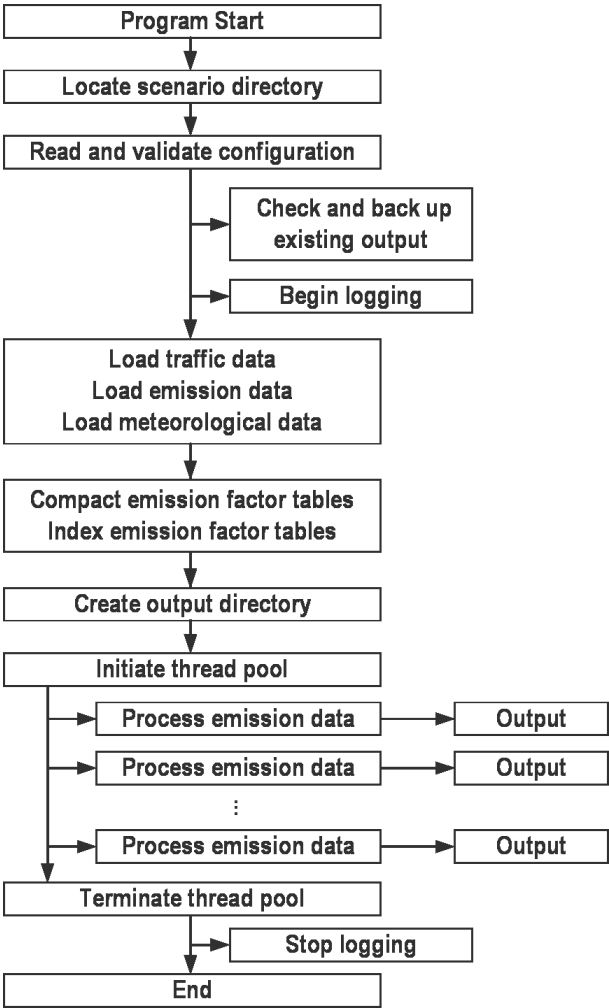 Program Start
Locate scenario directory
Read and validate configuration
Check and back up
existing output
Begin logging
Load traffic data
Load emission data
Load meteorological data
Compact emission factor tables
Index emission factor tables
Create output directory
Initiate thread pool
Process emission data
Output
Process emission data
Output
⋮
Process emission data
Output
Terminate thread pool
Stop logging
End